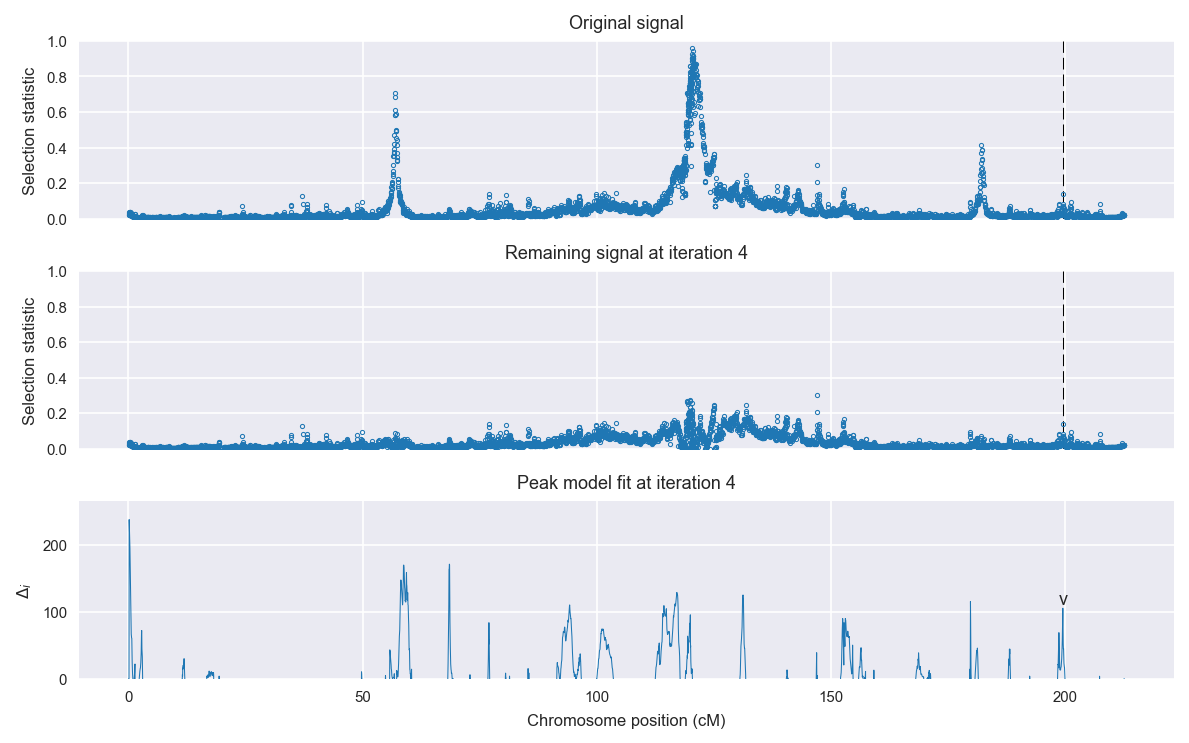 Original signal
1.0
0.8
0.6
0.4
0.2
0.0
Selection statistic
Remaining signal at iteration 4
1.0
0.8
0.6
0.4
0.2
0.0
Selection statistic
Peak model fit at iteration 4
200
100
0
Δi
v
0 50 100 150 200
Chromosome position (cM)